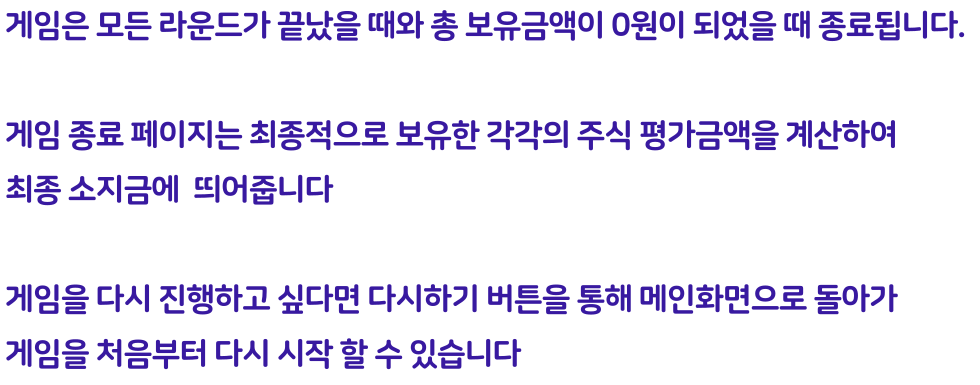 게임은 모든 라운드가 끝났을 때와 총 보유금액이 0원이 되었을 때 종료됩니다.
게임 종료 페이지는 최종적으로 보유한 각각의 주식 평가금액을 계산하여
최종 소지금에 띄어줍니다
게임을 다시 진행하고 싶다면 다시하기 버튼을 통해 메인화면으로 돌아가
게임을 처음부터 다시 시작 할 수 있습니다